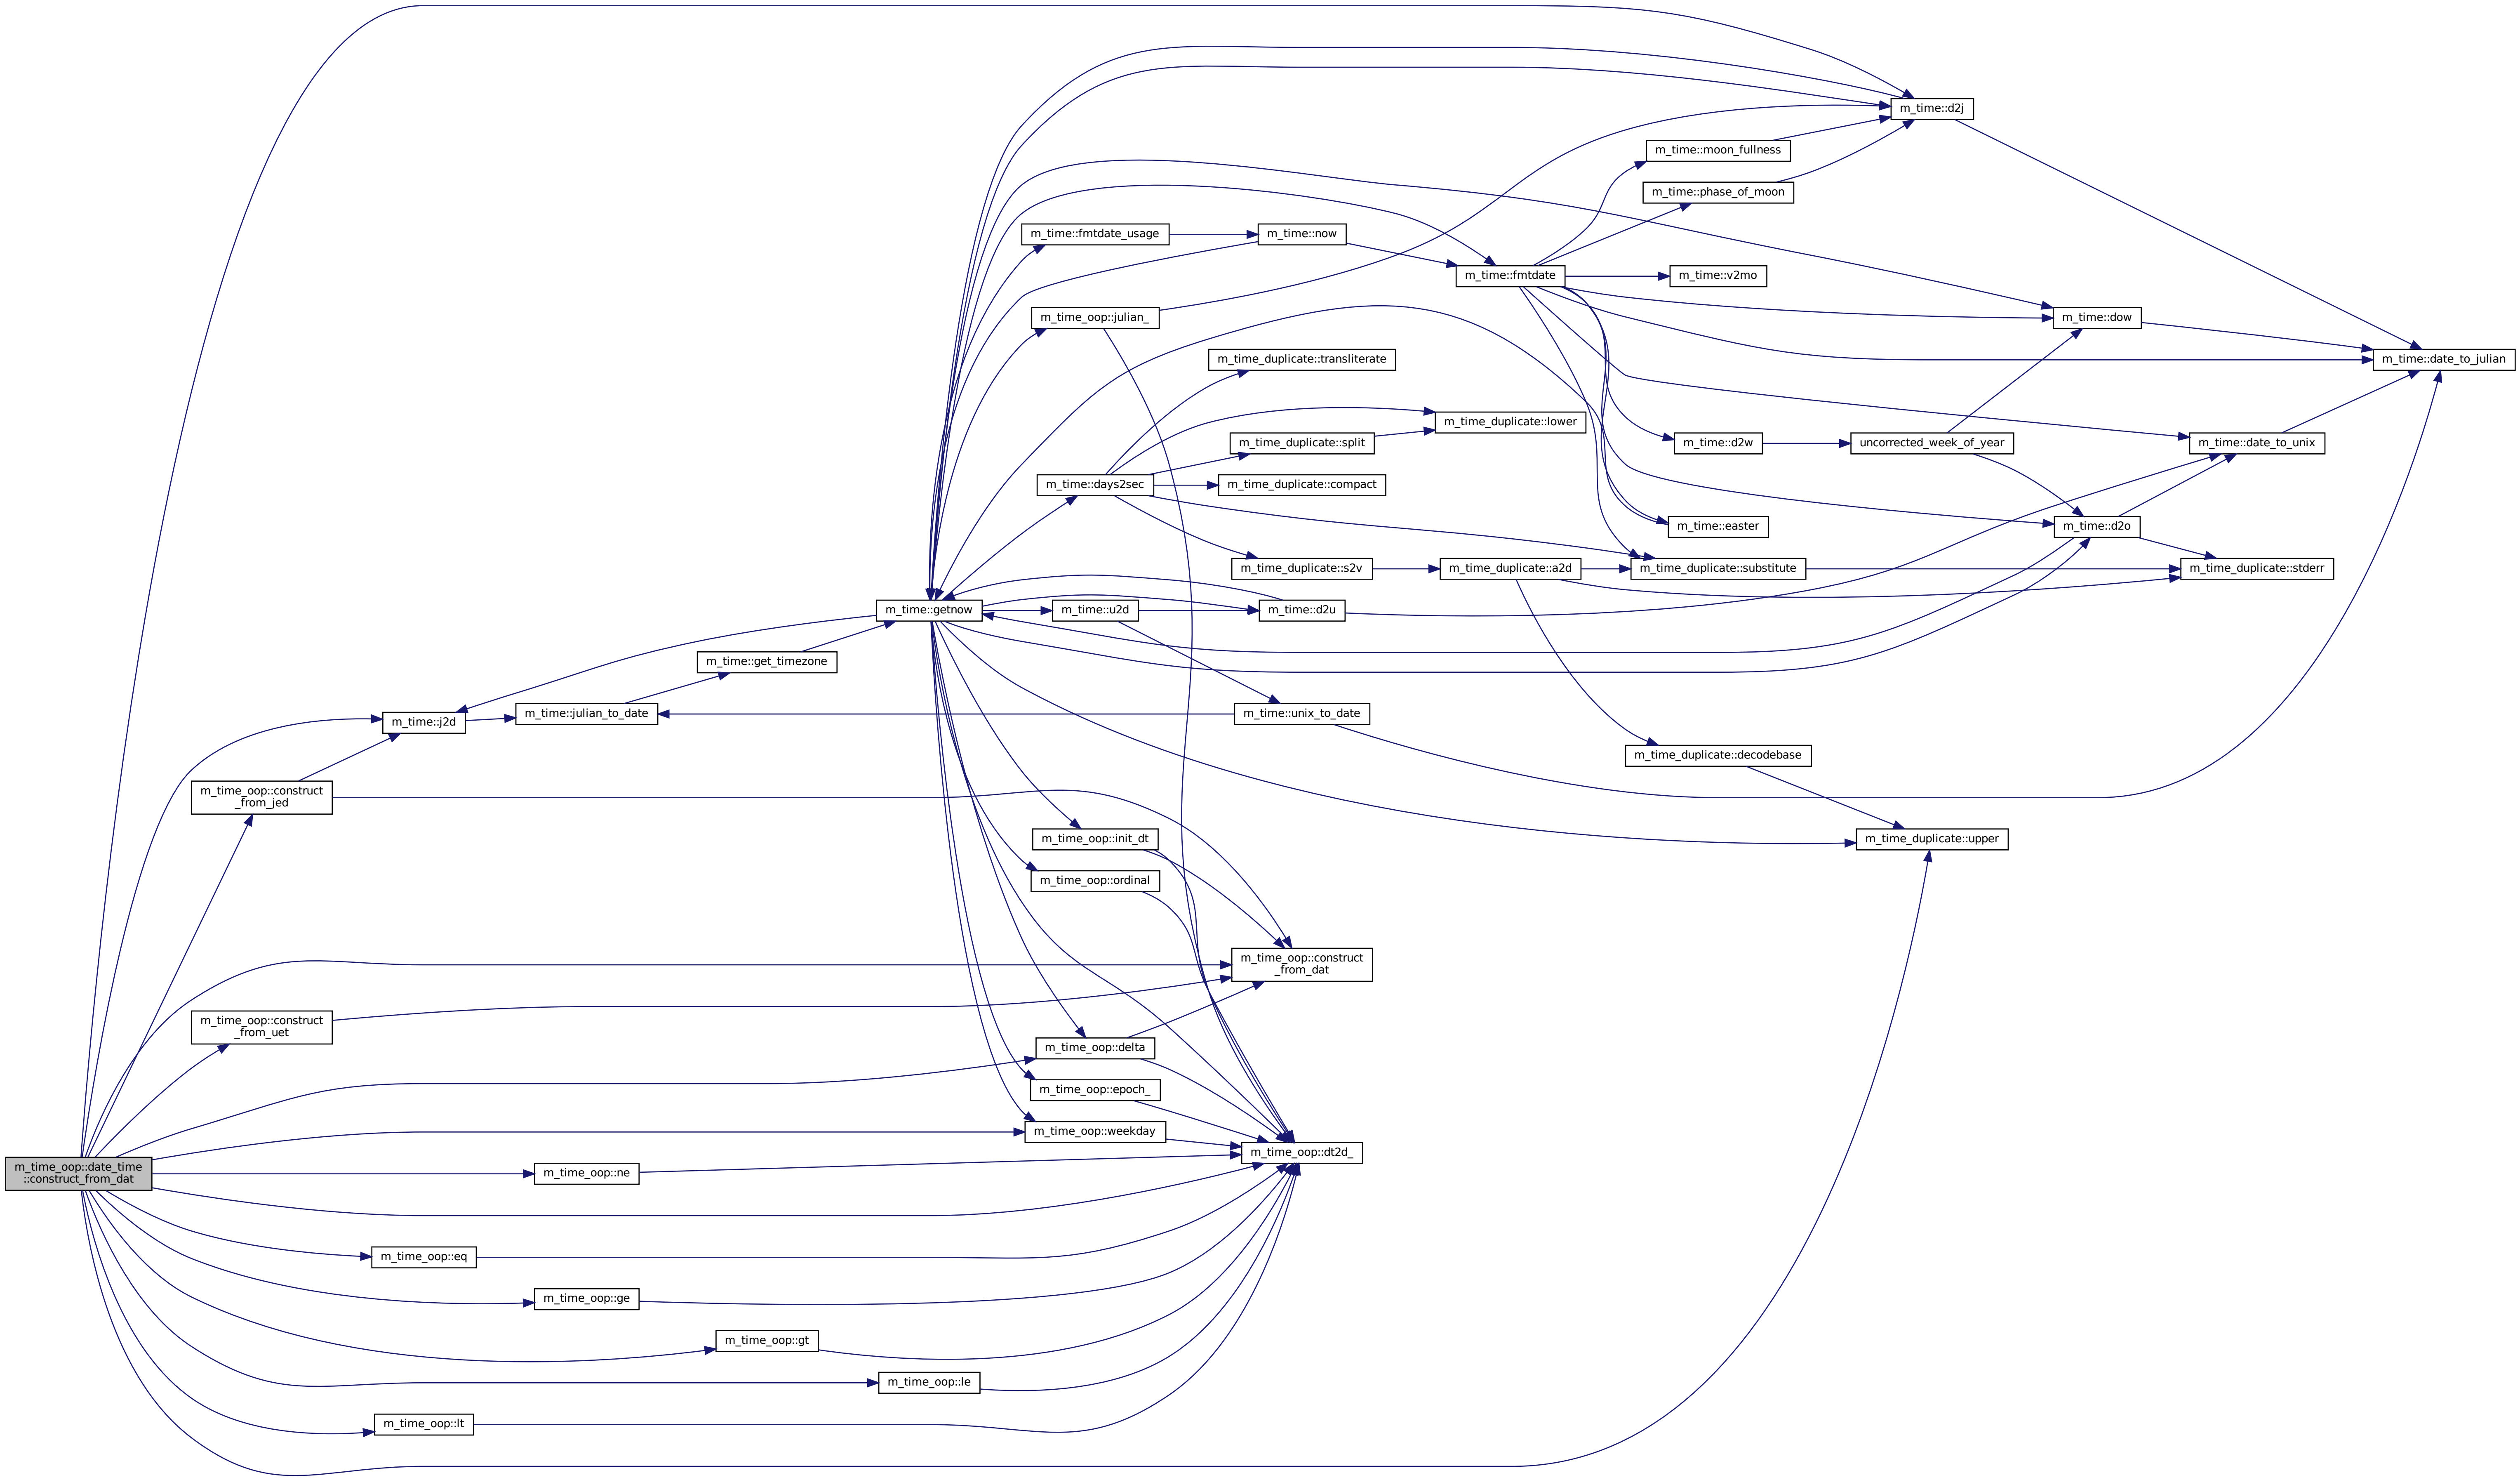 m_time::d2j
m_time::moon_fullness
m_time::phase_of_moon
m_time::fmtdate_usage
m_time::now
m_time::fmtdate
m_time::v2mo
m_time_oop::julian_
m_time::dow
m_time_duplicate::transliterate
m_time::date_to_julian
m_time_duplicate::lower
m_time_duplicate::split
m_time::d2w
uncorrected_week_of_year
m_time::date_to_unix
m_time::days2sec
m_time_duplicate::compact
m_time::easter
m_time::d2o
m_time_duplicate::s2v
m_time_duplicate::a2d
m_time_duplicate::substitute
m_time_duplicate::stderr
m_time::getnow
m_time::u2d
m_time::d2u
m_time::get_timezone
m_time::j2d
m_time::julian_to_date
m_time::unix_to_date
m_time_duplicate::decodebase
m_time_oop::construct
_from_jed
m_time_oop::init_dt
m_time_duplicate::upper
m_time_oop::ordinal
m_time_oop::construct
_from_dat
m_time_oop::construct
_from_uet
m_time_oop::delta
m_time_oop::epoch_
m_time_oop::weekday
m_time_oop::dt2d_
m_time_oop::date_time
::construct_from_dat
m_time_oop::ne
m_time_oop::eq
m_time_oop::ge
m_time_oop::gt
m_time_oop::le
m_time_oop::lt